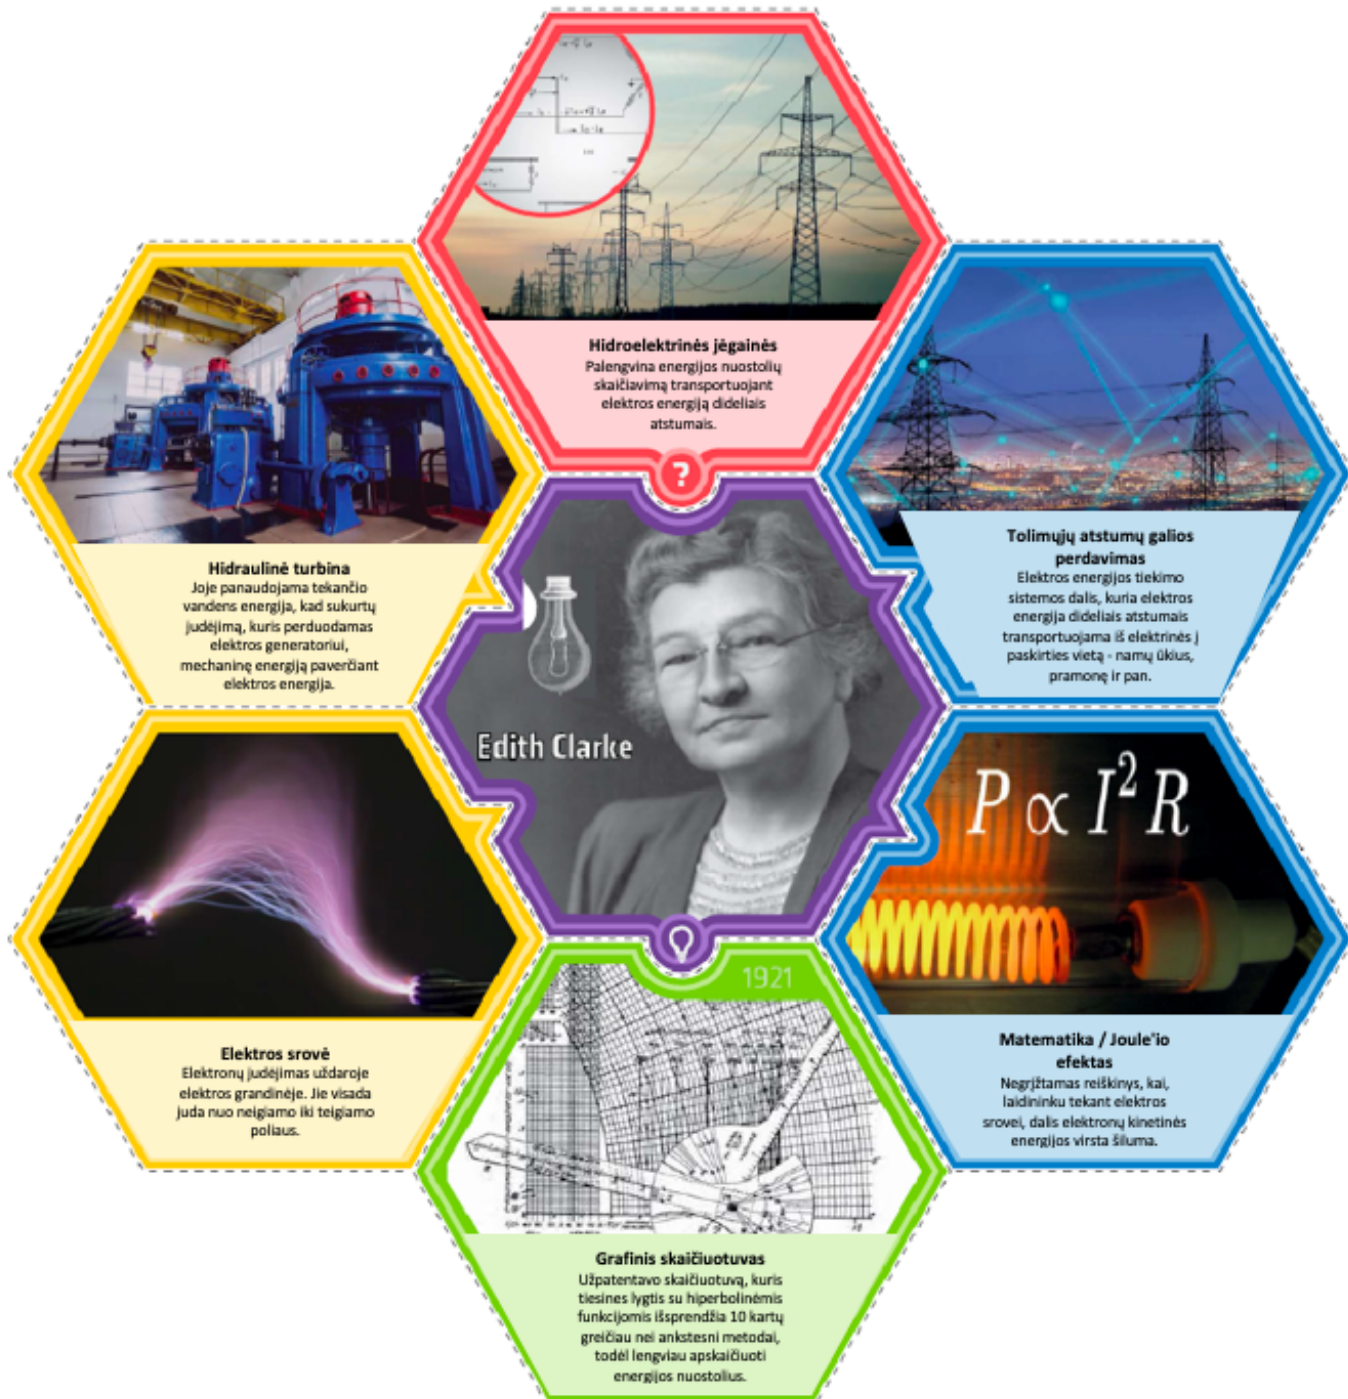 Hidroelektrinės jėgainės
Palengvina energijos nuostolių
skaičiavimą transportuojant
elektros energiją dideliais
atstumais.
?
Hidraulinė turbina
Joje panaudojama tekančio
vandens energija, kad sukurtų
judėjimą, kuris perduodamas
elektros generatoriui,
mechaninę energiją paverčiant
elektros energija.
Tolimųjų atstumų galios
perdavimas
Elektros energijos tiekimo
sistemos dalis, kuria elektros
energija dideliais atstumais
transportuojama iš elektrinės į
paskirties vietą - namų ūkius,
pramonę ir pan.
Edith Clarke
Elektros srovė
Elektronų judėjimas uždaroje
elektros grandinėje. Jie visada
juda nuo neigiamo iki teigiamo
poliaus.
P ∝ I² R
Matematika / Joule'io
efektas
Negrįžtamas reiškinys, kai,
laidininku tekant elektros
srovei, dalis elektronų kinetinės
energijos virsta šiluma.
1921
Grafinis skaičiuotuvas
Užpatentavo skaičiuotuvą, kuris
tiesines lygtis su hiperbolinėmis
funkcijomis išsprendžia 10 kartų
greičiau nei ankstesni metodai,
todėl lengviau apskaičiuoti
energijos nuostolius.